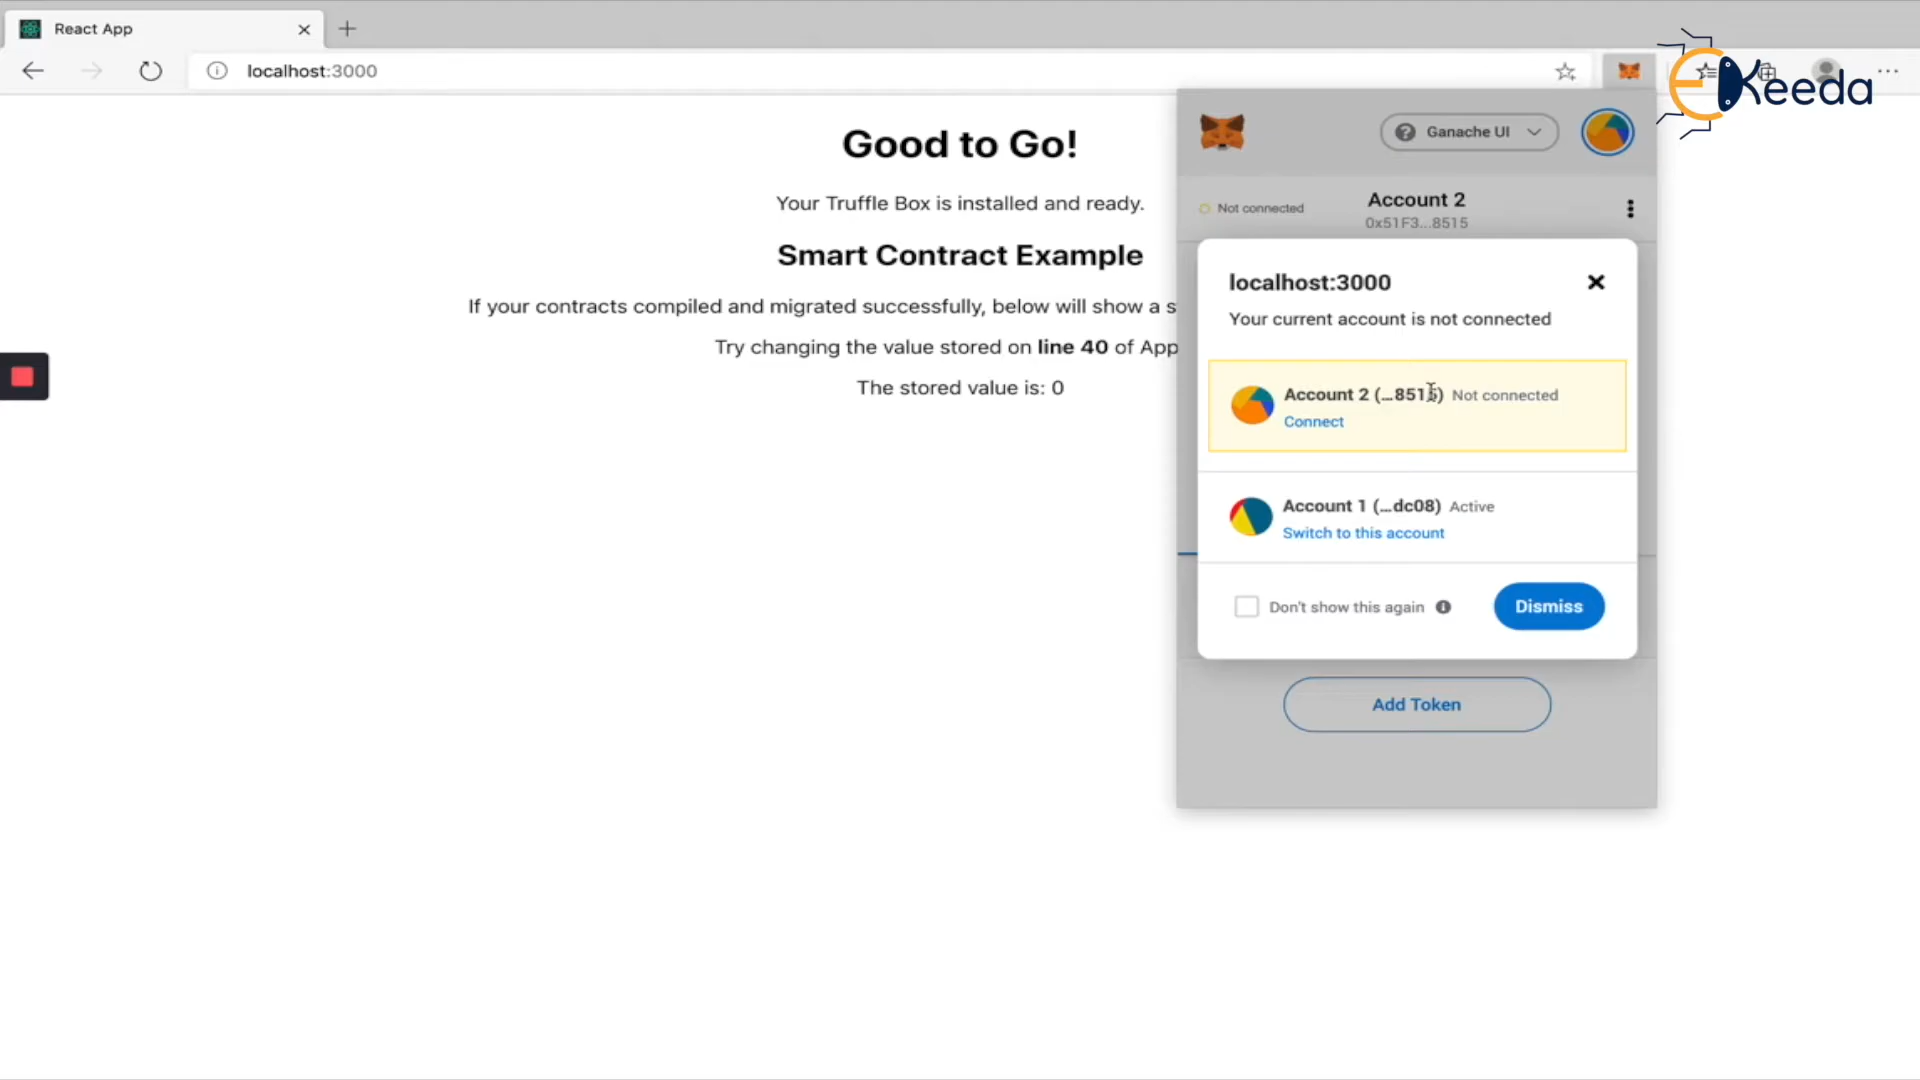 React App
localhost:3000
EKeeda
Good to Go!
Your Truffle Box is installed and ready.
Smart Contract Example
If your contracts compiled and migrated successfully, below will show a s
Try changing the value stored on line 40 of App
The stored value is: 0
Ganache UI
Not connected
Account 2
0x51F3...8515
localhost:3000
Your current account is not connected
Account 2 (...8515) Not connected
Connect
Account 1 (...dc08) Active
Switch to this account
Don't show this again
Dismiss
Add Token